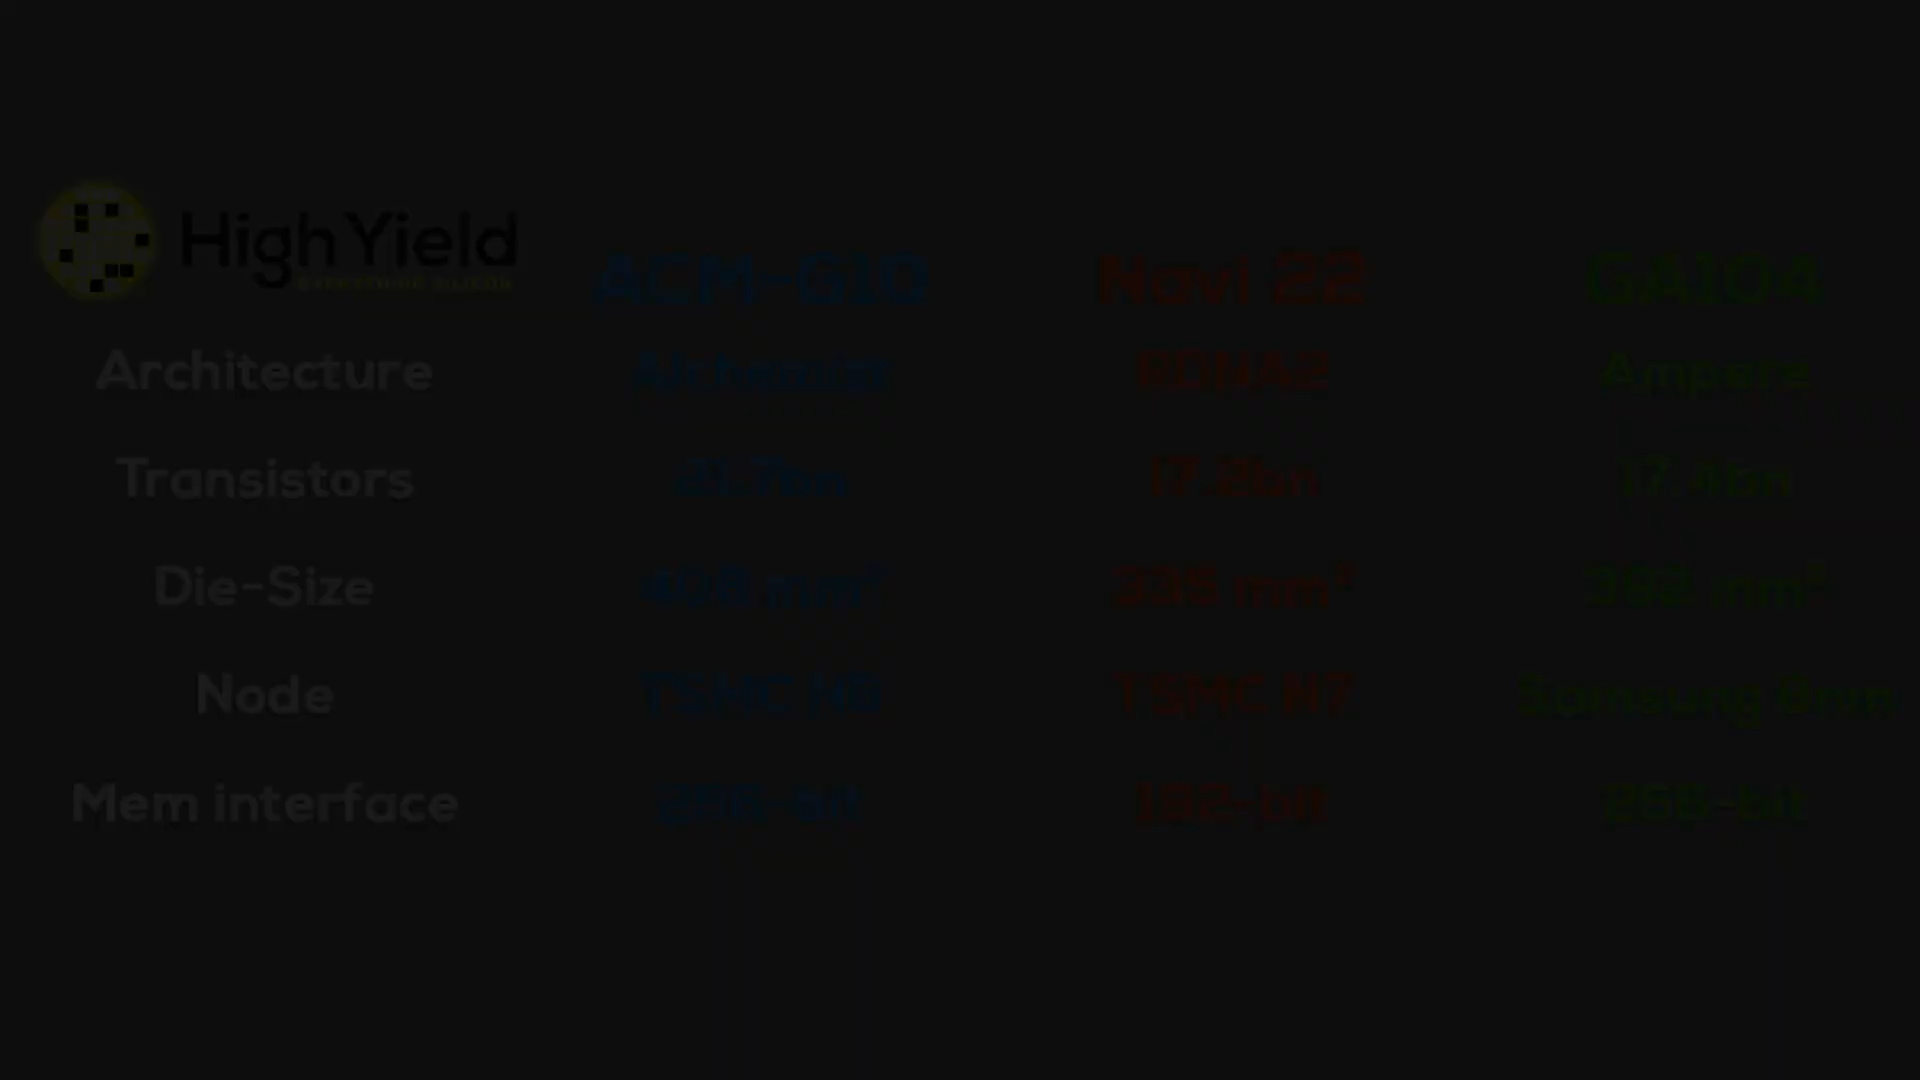 High Yield
EVERYTHING SILICON
ACM-G10 Navi 22 GA104
Architecture Alchemist RDNA2 Ampere
Transistors 21.7bn 17.2bn 17.4bn
Die-Size 406 mm² 335 mm² 392 mm²
Node TSMC N6 TSMC N7 Samsung 8nm
Mem interface 256-bit 192-bit 256-bit